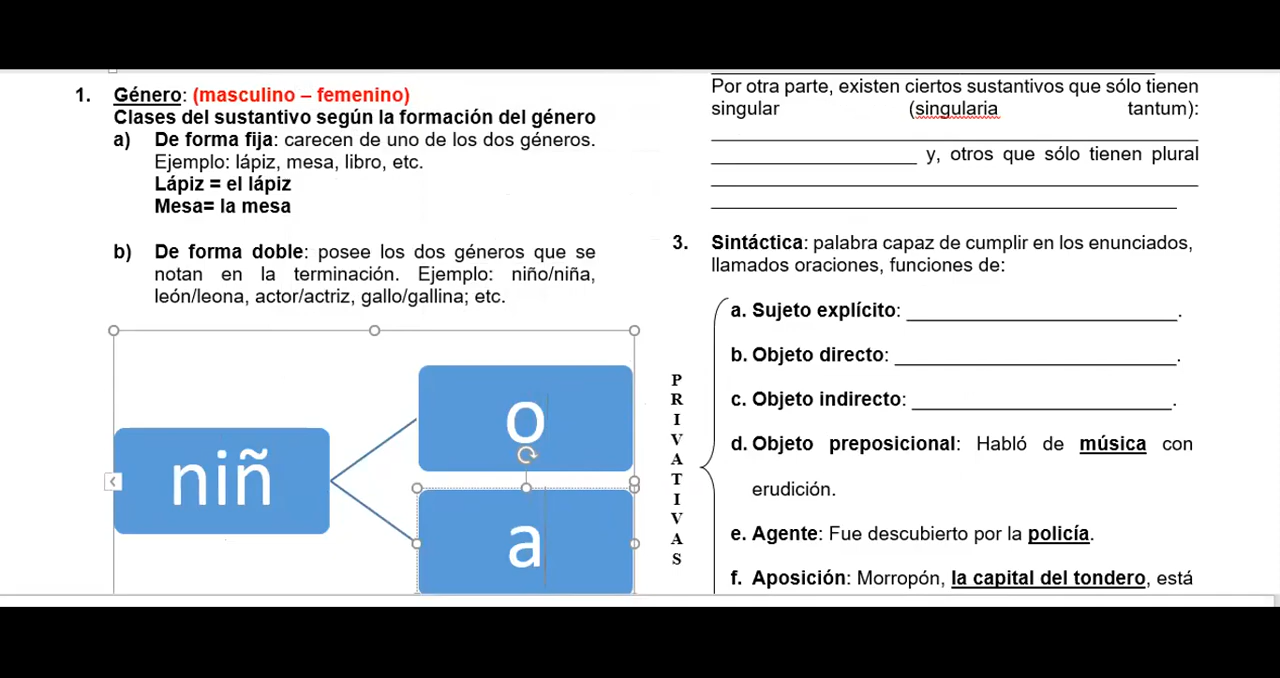 1. Género: (masculino – femenino)
Clases del sustantivo según la formación del género
a) De forma fija: carecen de uno de los dos géneros.
Ejemplo: lápiz, mesa, libro, etc.
Lápiz = el lápiz
Mesa= la mesa
b) De forma doble: posee los dos géneros que se
notan en la terminación. Ejemplo: niño/niña,
león/leona, actor/actriz, gallo/gallina; etc.
niñ
o
a
Por otra parte, existen ciertos sustantivos que sólo tienen
singular (singularia tantum):
y, otros que sólo tienen plural
3. Sintáctica: palabra capaz de cumplir en los enunciados,
llamados oraciones, funciones de:
PRIVATIVAS
a. Sujeto explícito: ____.
b. Objeto directo: ____.
c. Objeto indirecto: ____.
d. Objeto preposicional: Habló de música con
erudición.
e. Agente: Fue descubierto por la policía.
f. Aposición: Morropón, la capital del tondero, está